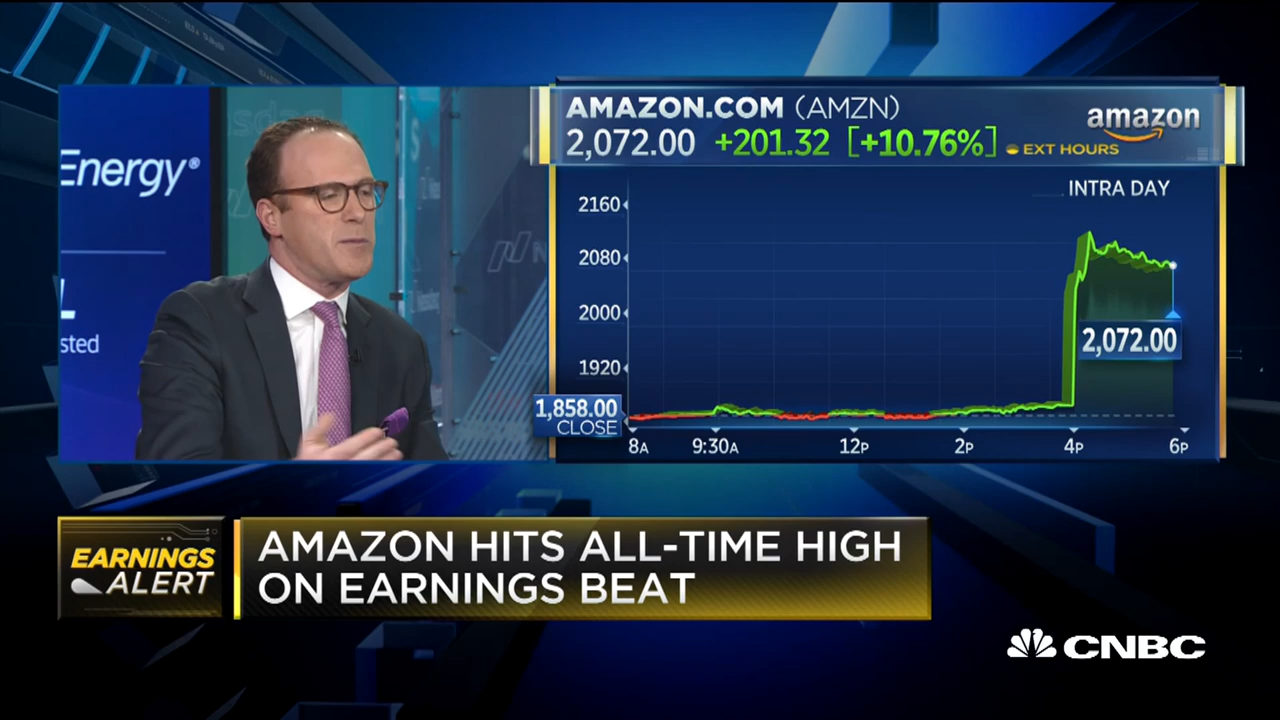 Energy®
L
sted
AMAZON.COM (AMZN)
2,072.00 +201.32 [+10.76%] EXT HOURS
amazon
INTRA DAY
2160
2080
2000
1920
2,072.00
1,858.00
CLOSE
8A 9:30A 12P 2P 4P 6P
EARNINGS
ALERT
AMAZON HITS ALL-TIME HIGH
ON EARNINGS BEAT
CNBC